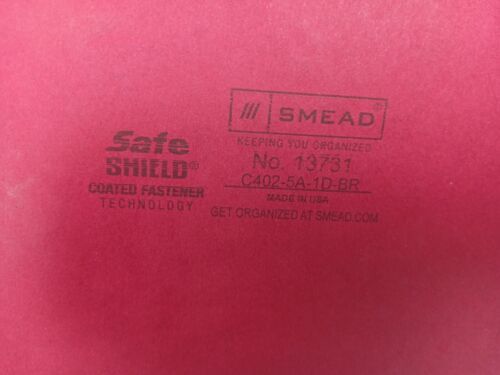 Safe
SHIELD®
COATED FASTENER
TECHNOLOGY
SMEAD®
KEEPING YOU ORGANIZED
No. 13731
C402-5A-1D-BR
MADE IN USA
GET ORGANIZED AT SMEAD.COM